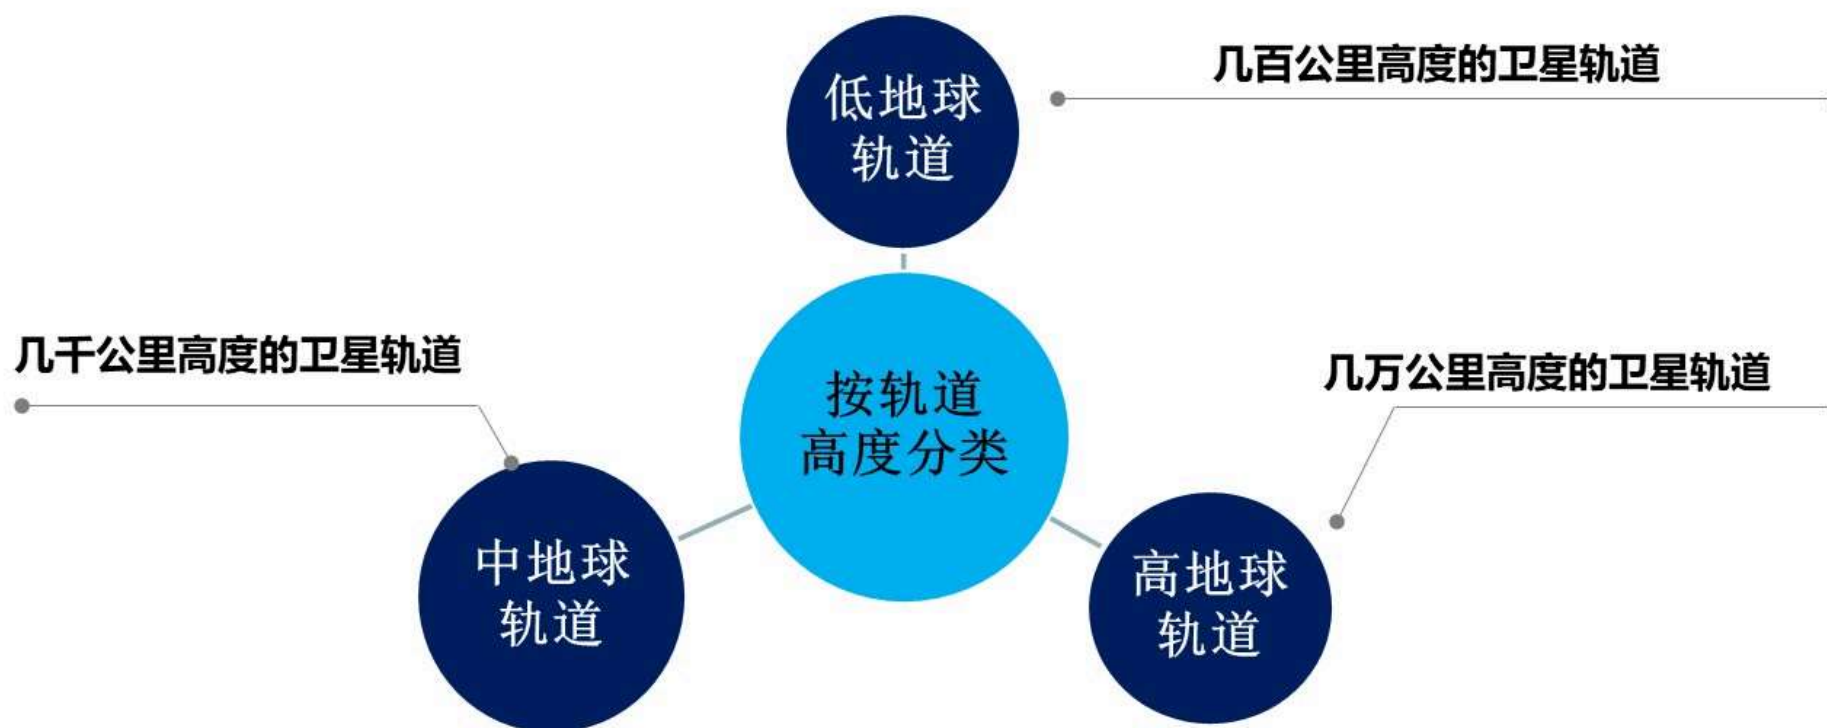 低地球
轨道
几百公里高度的卫星轨道
几千公里高度的卫星轨道
按轨道
高度分类
几万公里高度的卫星轨道
中地球
轨道
高地球
轨道